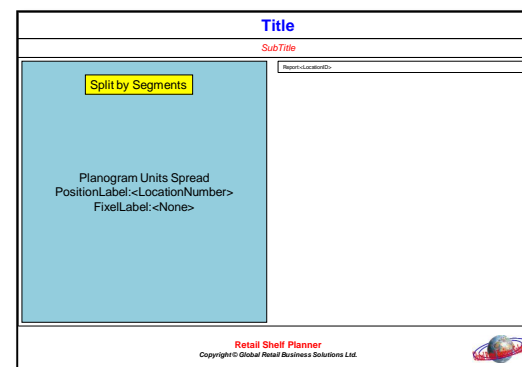 Title
SubTitle
Report:<LocationID>
Split by Segments
Planogram Units Spread
PositionLabel:<LocationNumber>
FixelLabel:<None>
Retail Shelf Planner
Copyright © Global Retail Business Solutions Ltd.